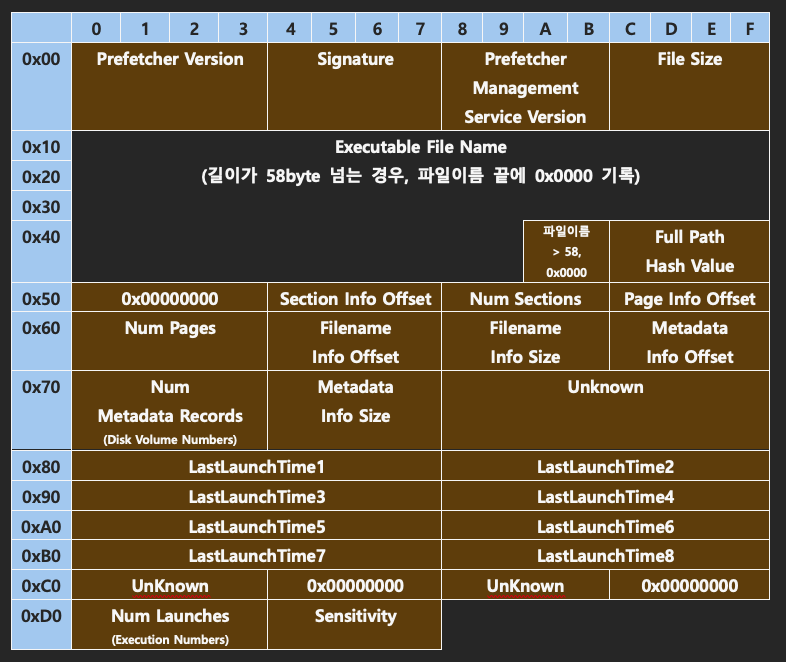 0 1 2 3 4 5 6 7 8 9 A B C D E F
0x00 Prefetcher Version Signature Prefetcher File Size
Management
Service Version
0x10 Executable File Name
0x20 (길이가 58byte 넘는 경우, 파일이름 끝에 0x0000 기록)
0x30
0x40 파일이름 Full Path
> 58, Hash Value
0x0000
0x50 0x00000000 Section Info Offset Num Sections Page Info Offset
0x60 Num Pages Filename Filename Metadata
Info Offset Info Size Info Offset
0x70 Num Metadata Unknown
Metadata Records Info Size
(Disk Volume Numbers)
0x80 LastLaunchTime1 LastLaunchTime2
0x90 LastLaunchTime3 LastLaunchTime4
0xA0 LastLaunchTime5 LastLaunchTime6
0xB0 LastLaunchTime7 LastLaunchTime8
0xC0 UnKnown 0x00000000 UnKnown 0x00000000
0xD0 Num Launches Sensitivity
(Execution Numbers)